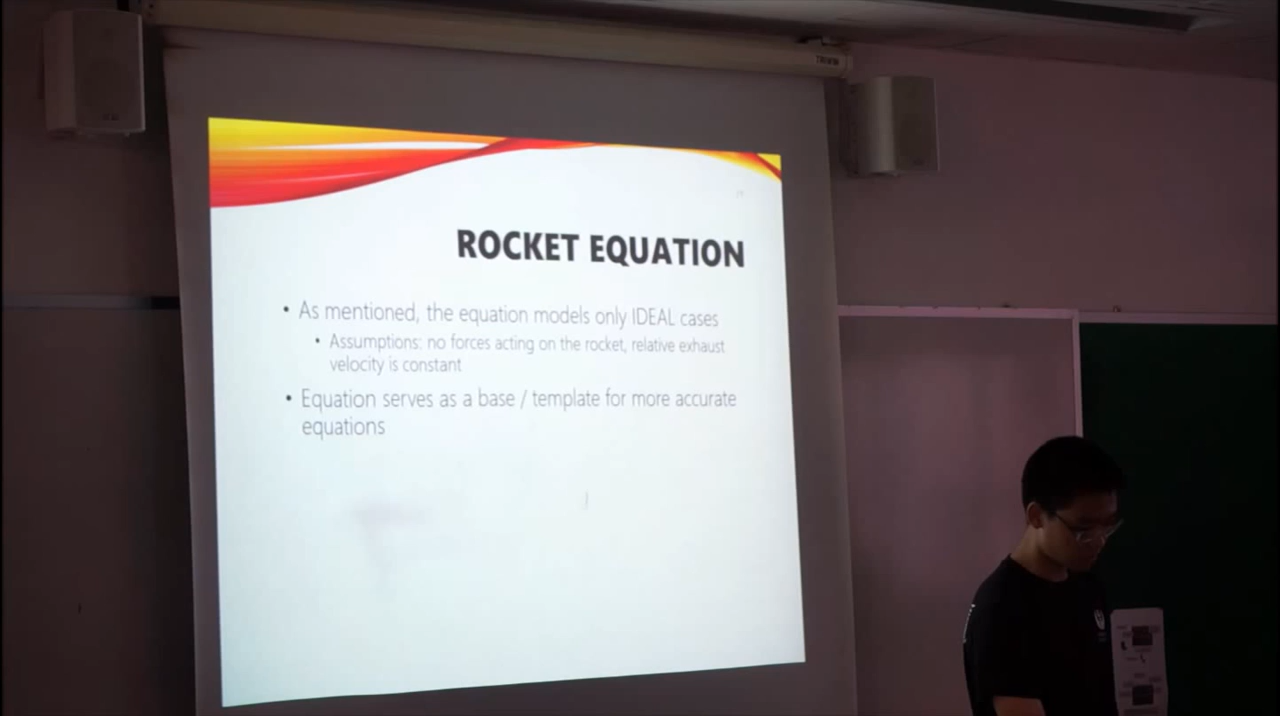 ROCKET EQUATION
• As mentioned, the equation models only IDEAL cases
• Assumptions: no forces acting on the rocket, relative exhaust
velocity is constant
• Equation serves as a base / template for more accurate
equations